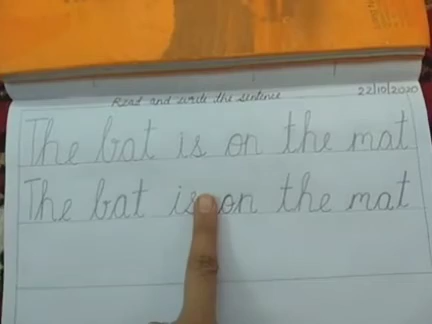 Read and write the sentence
22/10/2020
The bat is on the mat
The bat is on the mat